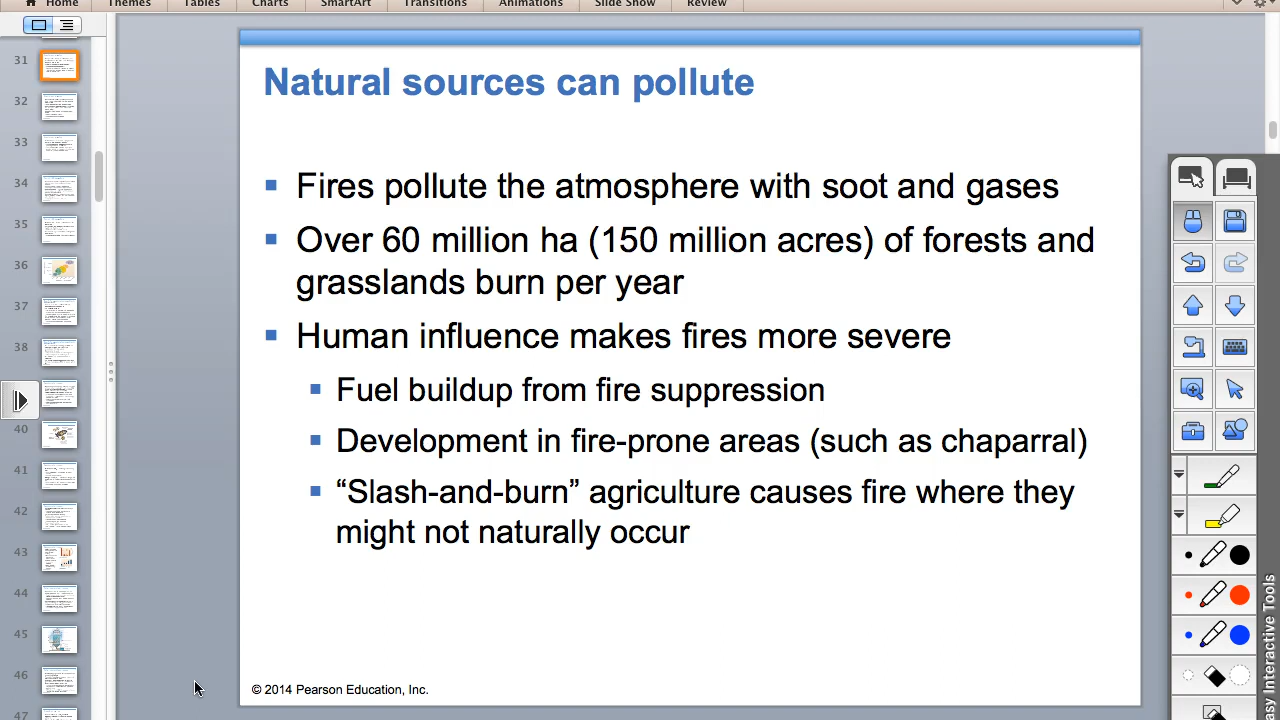 Home Themes Tables Charts SmartArt Transitions Animations Slide Show Review
31
32
33
34
35
36
37
38
40
41
42
43
44
45
46
47
Natural sources can pollute
Fires pollute the atmosphere with soot and gases
Over 60 million ha (150 million acres) of forests and
grasslands burn per year
Human influence makes fires more severe
Fuel buildup from fire suppression
Development in fire-prone areas (such as chaparral)
“Slash-and-burn” agriculture causes fire where they
might not naturally occur
© 2014 Pearson Education, Inc.
Interactive Tools